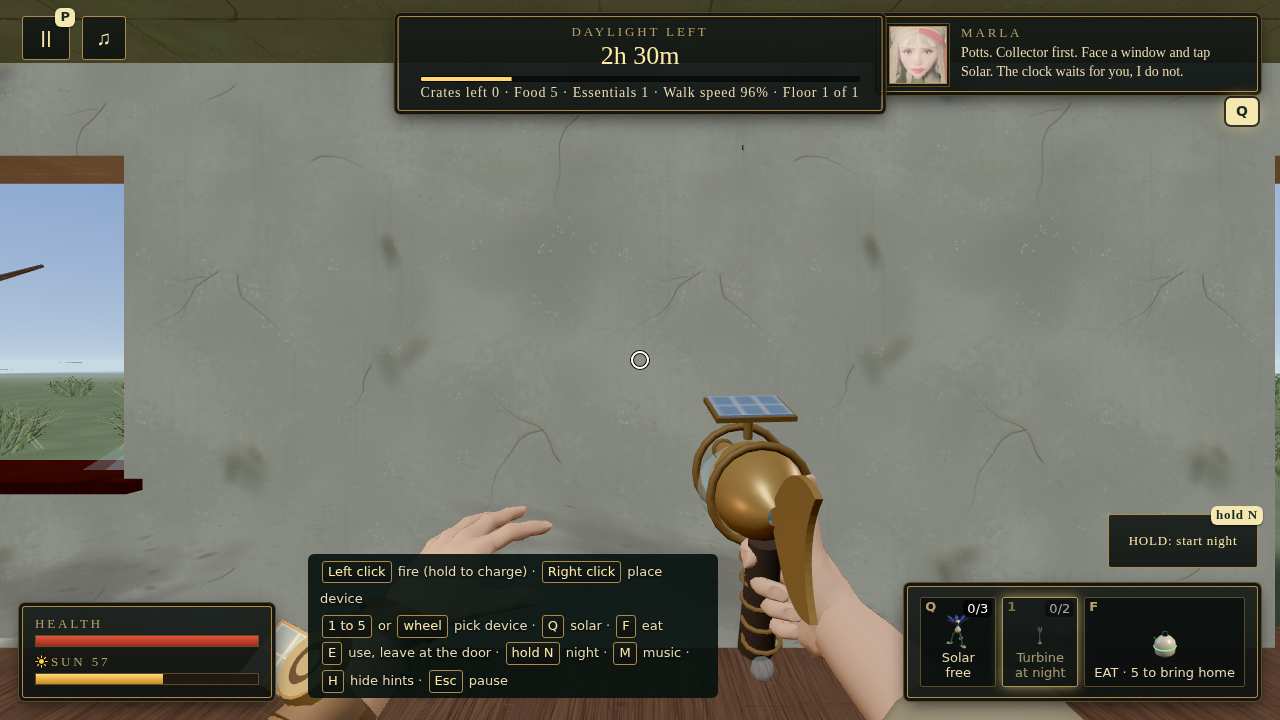 P
||
♫
DAYLIGHT LEFT
2h 30m
Crates left 0 · Food 5 · Essentials 1 · Walk speed 96% · Floor 1 of 1
MARLA
Potts. Collector first. Face a window and tap
Solar. The clock waits for you, I do not.
Q
hold N
HOLD: start night
Left click fire (hold to charge) · Right click place
device
1 to 5 or wheel pick device · Q solar · F eat
E use, leave at the door · hold N night · M music ·
H hide hints · Esc pause
HEALTH
SUN 57
Q 0/3
Solar
free
1 0/2
Turbine
at night
F
EAT · 5 to bring home